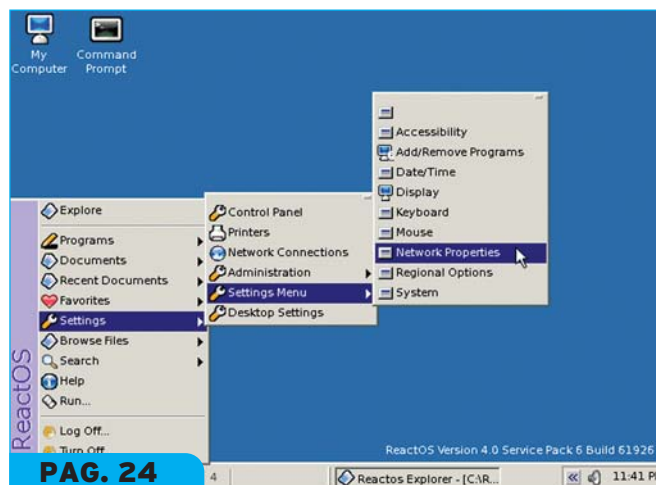 My
Computer
Command
Prompt
Accessibility
Add/Remove Programs
Date/Time
Display
Keyboard
Mouse
Network Properties
Regional Options
System
Control Panel
Printers
Network Connections
Administration
Settings Menu
Desktop Settings
Explore
Programs
Documents
Recent Documents
Favorites
Settings
Browse Files
Search
Help
Run...
Log Off...
Turn Off
ReactOS
ReactOS Version 4.0 Service Pack 6 Build 61926
PAG. 24
4
Reactos Explorer - [C:\R...
11:41 P